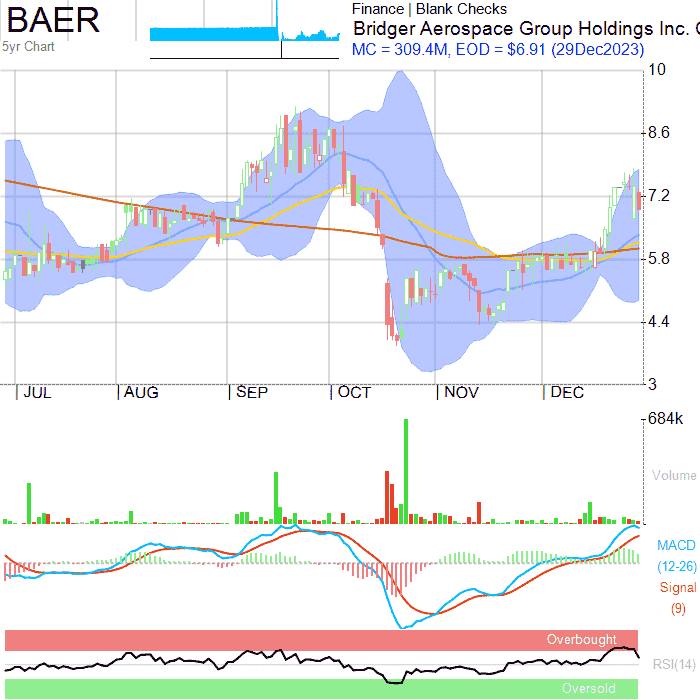 BAER
5yr Chart
Finance | Blank Checks
Bridger Aerospace Group Holdings Inc. C
MC = 309.4M, EOD = $6.91 (29Dec2023)
10
8.6
7.2
5.8
4.4
3
JUL AUG SEP OCT NOV DEC
684k
Volume
MACD
(12-26)
Signal
(9)
Overbought
RSI(14)
Oversold